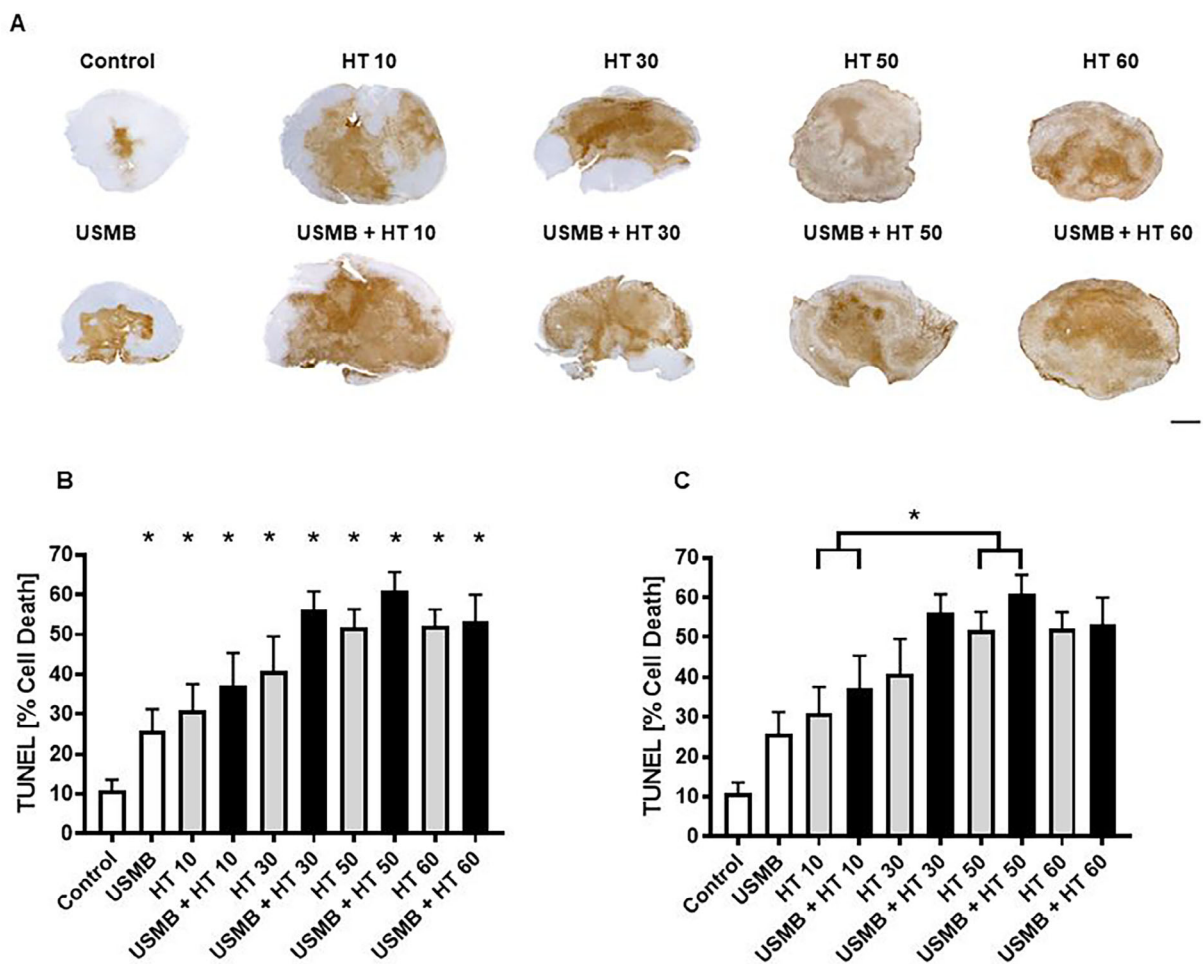 A
Control HT 10 HT 30 HT 50 HT 60
USMB USMB + HT 10 USMB + HT 30 USMB + HT 50 USMB + HT 60
B
* * * * * * * * *
TUNEL [% Cell Death]
70
60
50
40
30
20
10
0
Control
USMB
HT 10
USMB + HT 10
HT 30
USMB + HT 30
HT 50
USMB + HT 50
HT 60
USMB + HT 60
C
*
TUNEL [% Cell Death]
70
60
50
40
30
20
10
0
Control
USMB
HT 10
USMB + HT 10
HT 30
USMB + HT 30
HT 50
USMB + HT 50
HT 60
USMB + HT 60